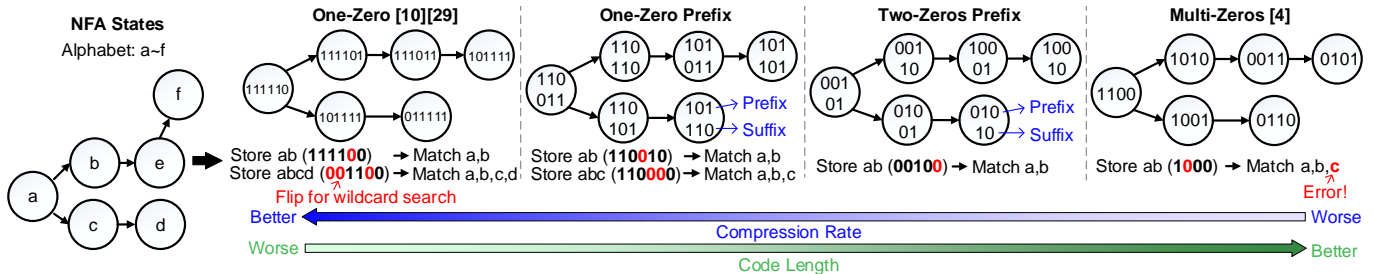 NFA States
Alphabet: a~f
a
b
c
d
e
f
One-Zero [10][29]
111110
111101
111011
101111
101111
011111
Store ab (111100) → Match a,b
Store abcd (001100) → Match a,b,c,d
Flip for wildcard search
One-Zero Prefix
110
011
110
110
101
011
101
101
110
101
101
110
Prefix
Suffix
Store ab (110010) → Match a,b
Store abc (110000) → Match a,b,c
Two-Zeros Prefix
001
01
001
10
100
01
100
10
010
01
010
10
Prefix
Suffix
Store ab (00100) → Match a,b
Multi-Zeros [4]
1100
1010
0011
0101
1001
0110
Store ab (1000) → Match a,b,c
Error!
Better
Worse
Compression Rate
Worse
Better
Code Length